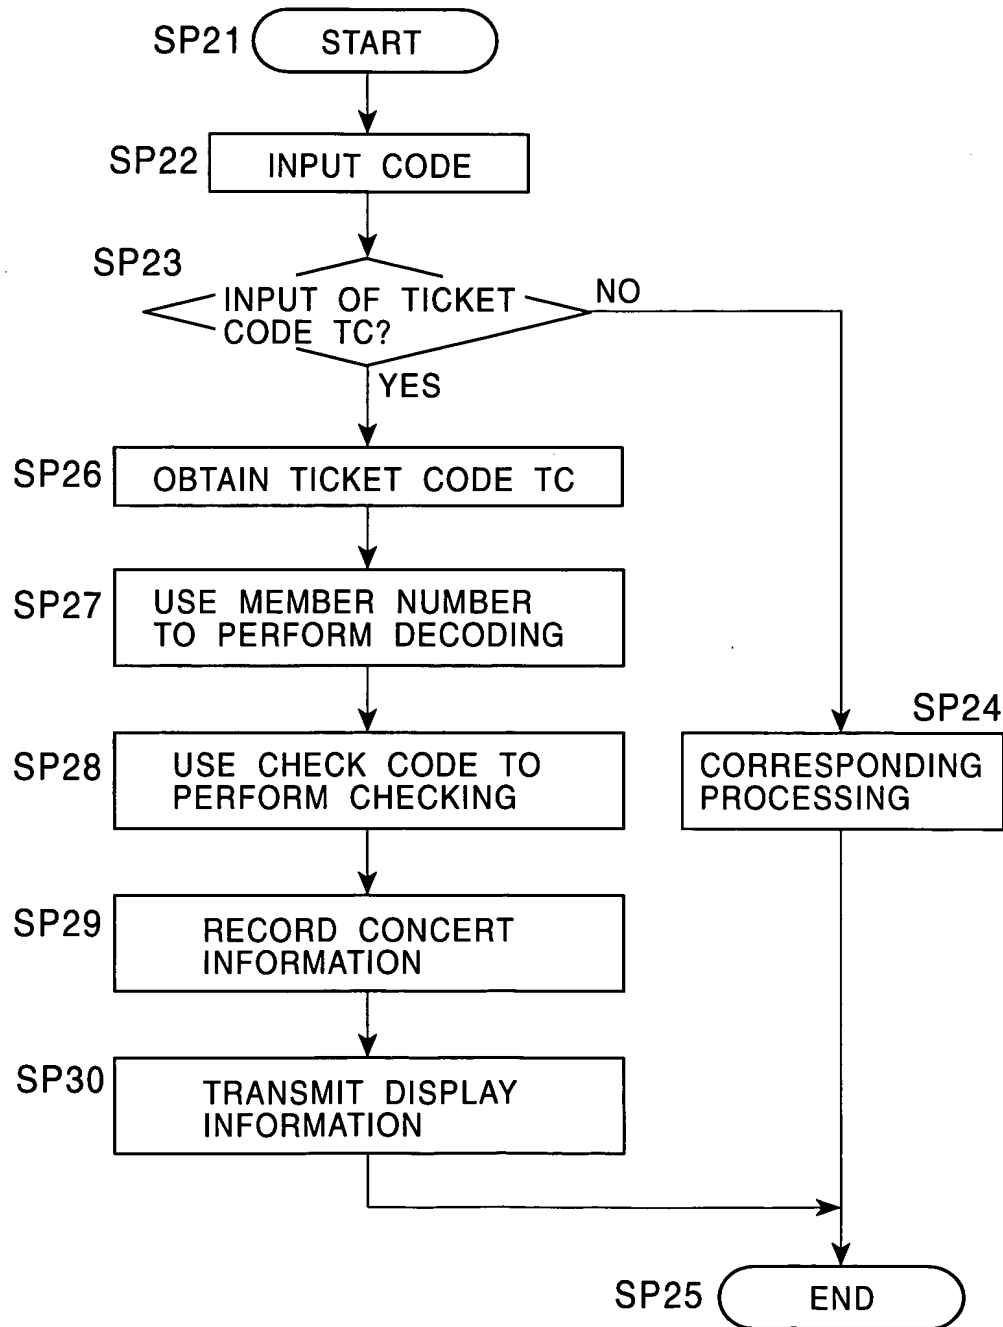 SP21
START
SP22
INPUT CODE
SP23
INPUT OF TICKET
CODE TC?
NO
YES
SP26
OBTAIN TICKET CODE TC
SP27
USE MEMBER NUMBER
TO PERFORM DECODING
SP24
CORRESPONDING
PROCESSING
SP28
USE CHECK CODE TO
PERFORM CHECKING
SP29
RECORD CONCERT
INFORMATION
SP30
TRANSMIT DISPLAY
INFORMATION
SP25
END